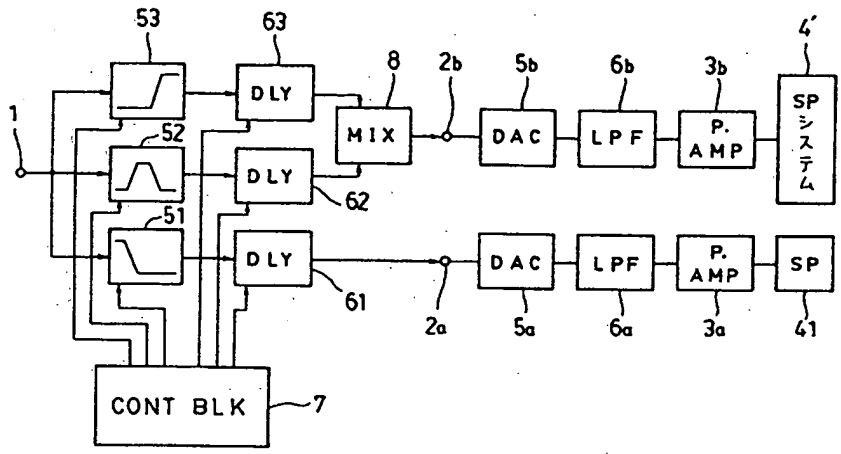 53
63
8
2b
5b
6b
3b
4'
DLY
MIX
DAC
LPF
P.
AMP
SP
システム
1
52
DLY
62
51
DLY
61
2a
DAC
5a
LPF
6a
P.
AMP
3a
SP
41
CONT BLK
7